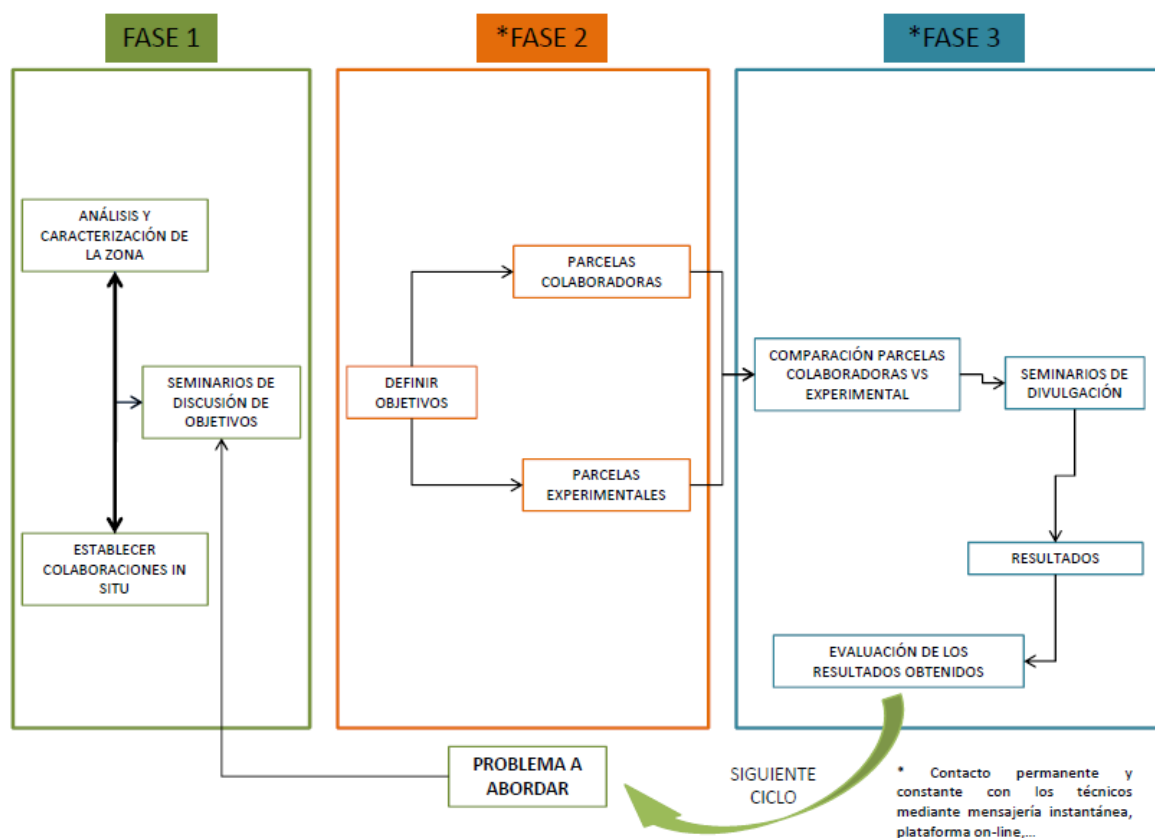 FASE 1
*FASE 2
*FASE 3
ANÁLISIS Y
CARACTERIZACIÓN DE
LA ZONA
SEMINARIOS DE
DISCUSIÓN DE
OBJETIVOS
ESTABLECER
COLABORACIONES IN
SITU
DEFINIR
OBJETIVOS
PARCELAS
COLABORADORAS
PARCELAS
EXPERIMENTALES
COMPARACIÓN PARCELAS
COLABORADORAS VS
EXPERIMENTAL
SEMINARIOS DE
DIVULGACIÓN
RESULTADOS
EVALUACIÓN DE LOS
RESULTADOS OBTENIDOS
PROBLEMA A
ABORDAR
SIGUIENTE
CICLO
* Contacto permanente y
constante con los técnicos
mediante mensajería instantánea,
plataforma on-line,...